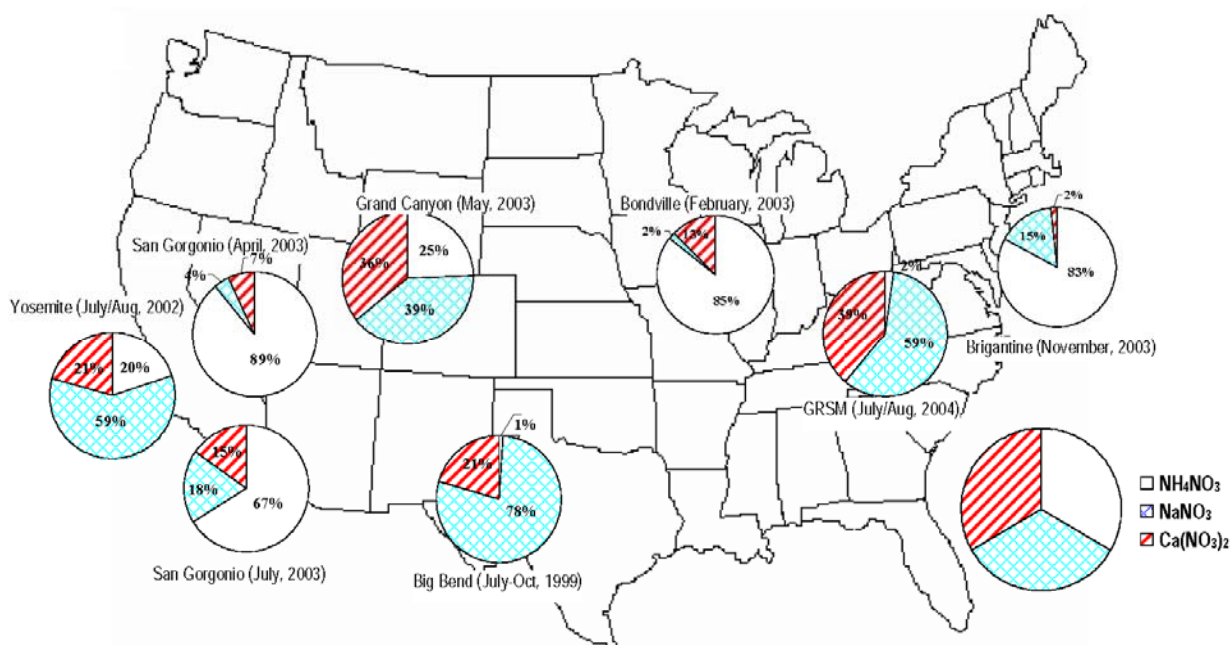 Grand Canyon (May, 2003)
36%
25%
39%
Bondville (February, 2003)
2%
13%
85%
2%
15%
83%
Brigantine (November, 2003)
San Gorgonio (April, 2003)
4%
7%
89%
Yosemite (July/Aug, 2002)
21%
20%
59%
2%
39%
59%
GRSM (July/Aug, 2004)
15%
18%
67%
San Gorgonio (July, 2003)
1%
21%
78%
Big Bend (July-Oct, 1999)
NH₄NO₃
NaNO₃
Ca(NO₃)₂